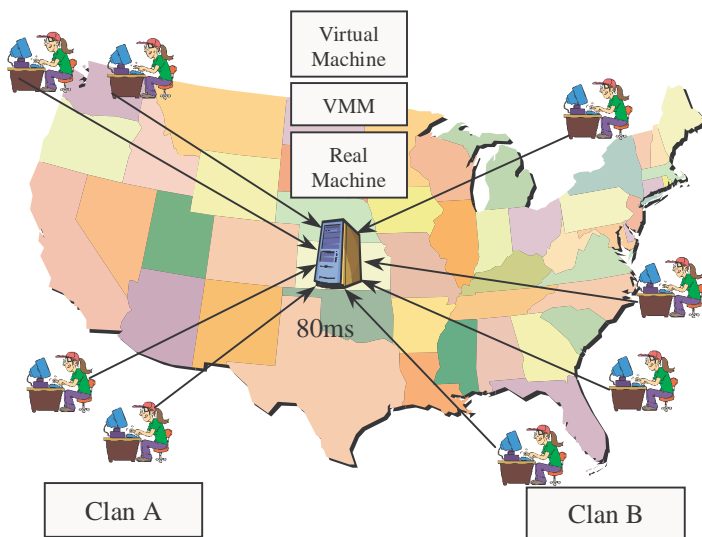 Virtual
Machine
VMM
Real
Machine
80ms
Clan A
Clan B